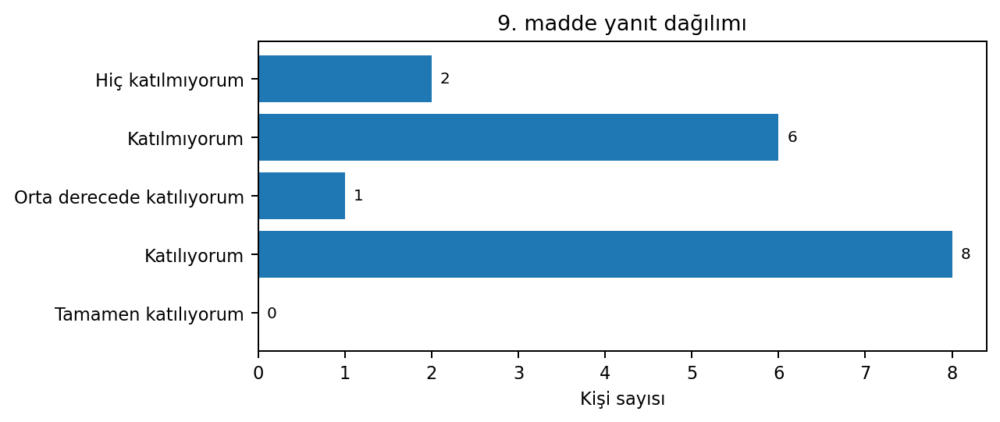 9. madde yanıt dağılımı
Hiç katılmıyorum
2
Katılmıyorum
6
Orta derecede katılıyorum
1
Katılıyorum
8
Tamamen katılıyorum
0
0 1 2 3 4 5 6 7 8
Kişi sayısı